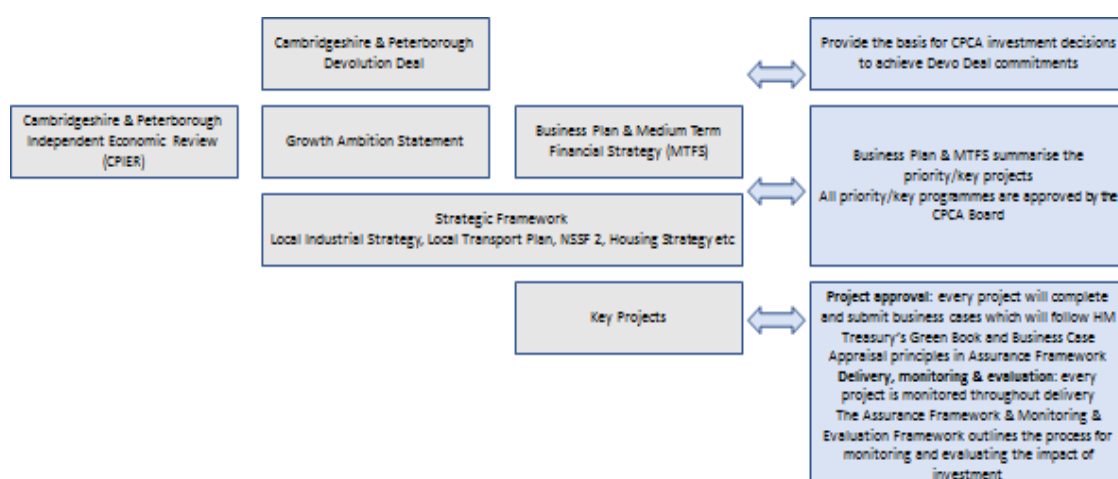 Cambridgeshire & Peterborough
Devolution Deal
Provide the basis for CPCA investment decisions
to achieve Devo Deal commitments
Cambridgeshire & Peterborough
Independent Economic Review
(CPIER)
Growth Ambition Statement
Business Plan & Medium Term
Financial Strategy (MTFS)
Business Plan & MTFS summarise the
priority/key projects
All priority/key programmes are approved by the
CPCA Board
Strategic Framework
Local Industrial Strategy, Local Transport Plan, NSSF 2, Housing Strategy etc
Key Projects
Project approval: every project will complete
and submit business cases which will follow HM
Treasury's Green Book and Business Case
Appraisal principles in Assurance Framework
Delivery, monitoring & evaluation: every
project is monitored throughout delivery
The Assurance Framework & Monitoring &
Evaluation Framework outlines the process for
monitoring and evaluating the impact of
investment